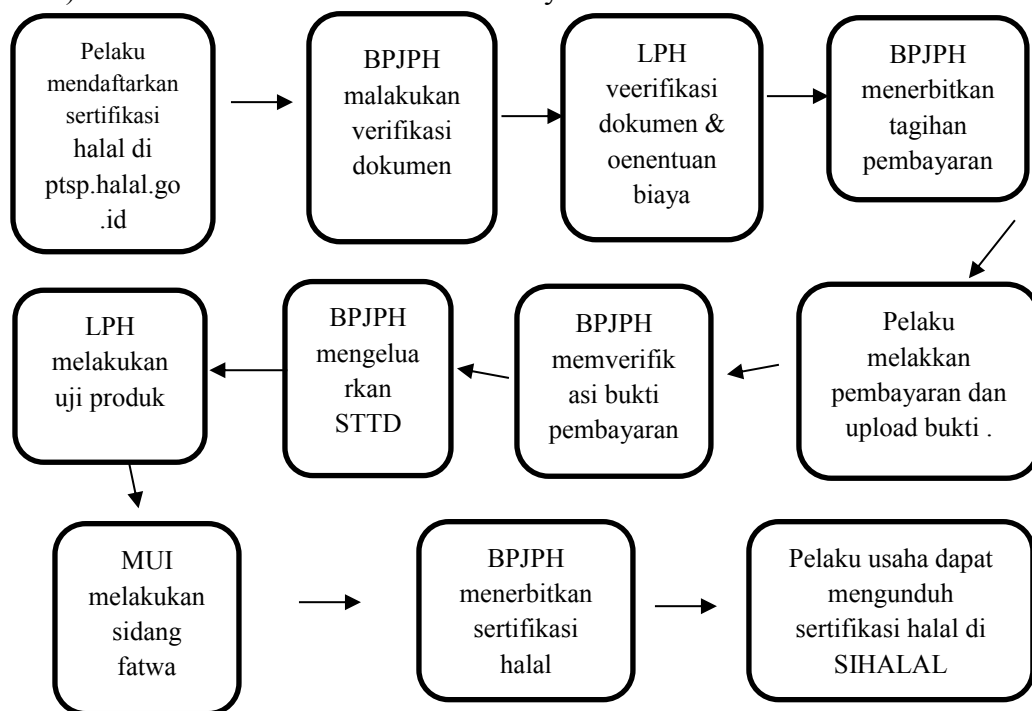 Pelaku
mendaftarkan
sertifikasi
halal di
ptsp.halal.go
.id
BPJPH
malakukan
verifikasi
dokumen
LPH
veerifikasi
dokumen &
oenentuan
biaya
BPJPH
menerbitkan
tagihan
pembayaran
Pelaku
melakkan
pembayaran dan
upload bukti .
BPJPH
memverifik
asi bukti
pembayaran
BPJPH
mengelua
rkan
STTD
LPH
melakukan
uji produk
MUI
melakukan
sidang
fatwa
BPJPH
menerbitkan
sertifikasi
halal
Pelaku usaha dapat
mengunduh
sertifikasi halal di
SIHALAL